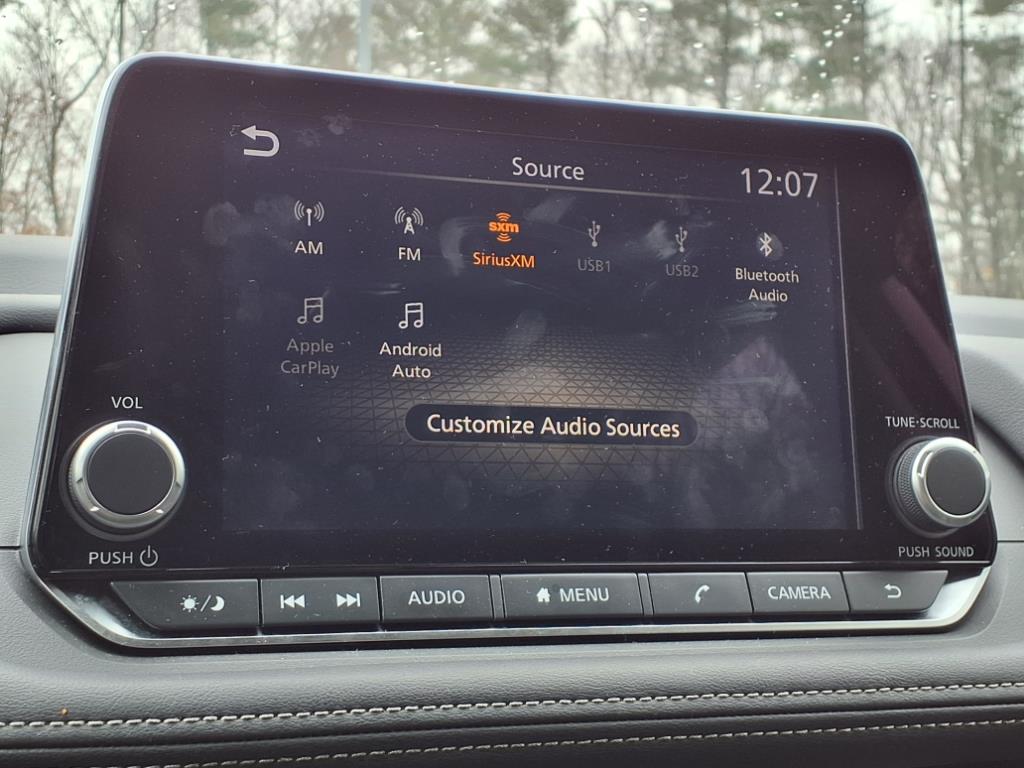 Source
12:07
AM
FM
sxm
SiriusXM
USB1
USB2
Bluetooth
Audio
Apple
CarPlay
Android
Auto
Customize Audio Sources
VOL
PUSH
TUNE·SCROLL
PUSH SOUND
AUDIO
MENU
CAMERA